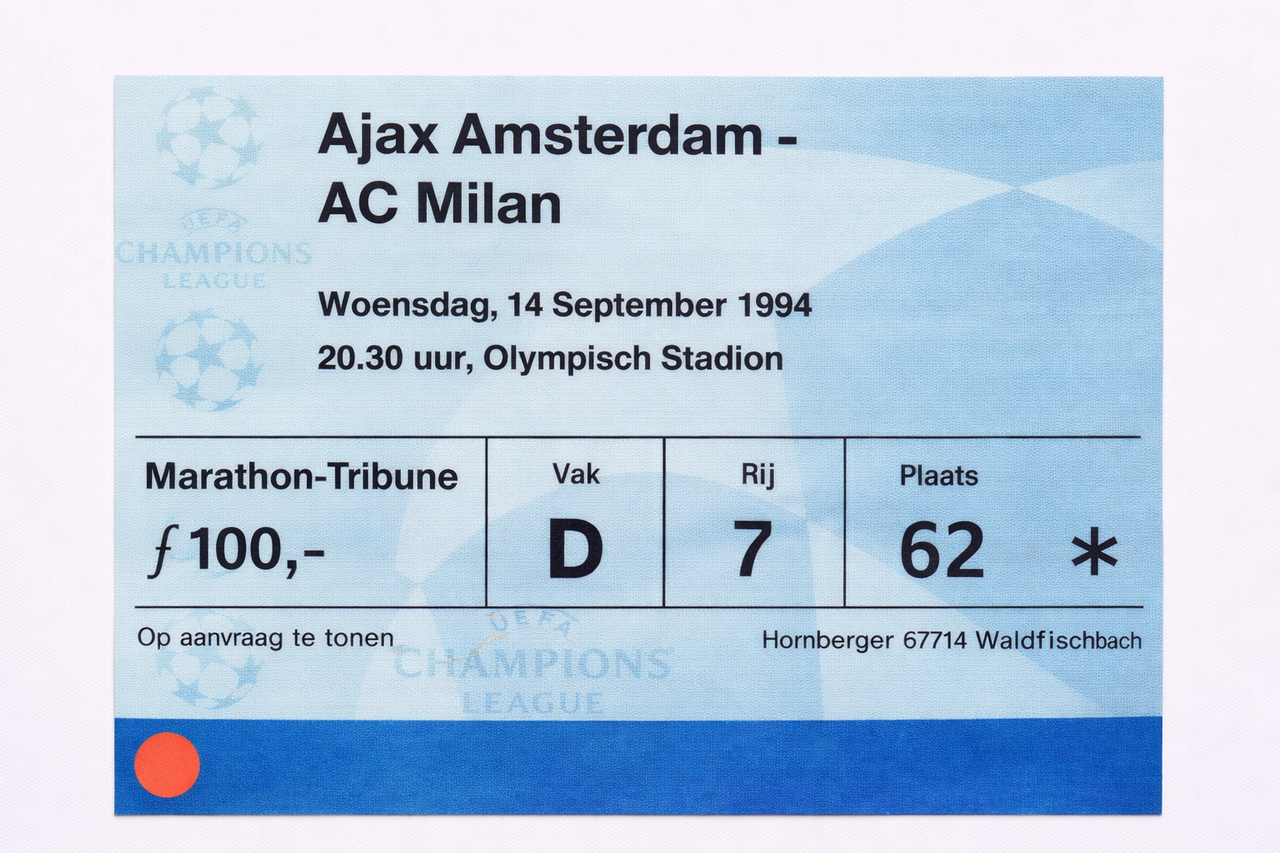 Ajax Amsterdam -
AC Milan
UEFA
CHAMPIONS
LEAGUE
Woensdag, 14 September 1994
20.30 uur, Olympisch Stadion
Marathon-Tribune
ƒ 100,-
Vak
D
Rij
7
Plaats
62 *
Op aanvraag te tonen
Hornberger 67714 Waldfischbach
UEFA
CHAMPIONS
LEAGUE